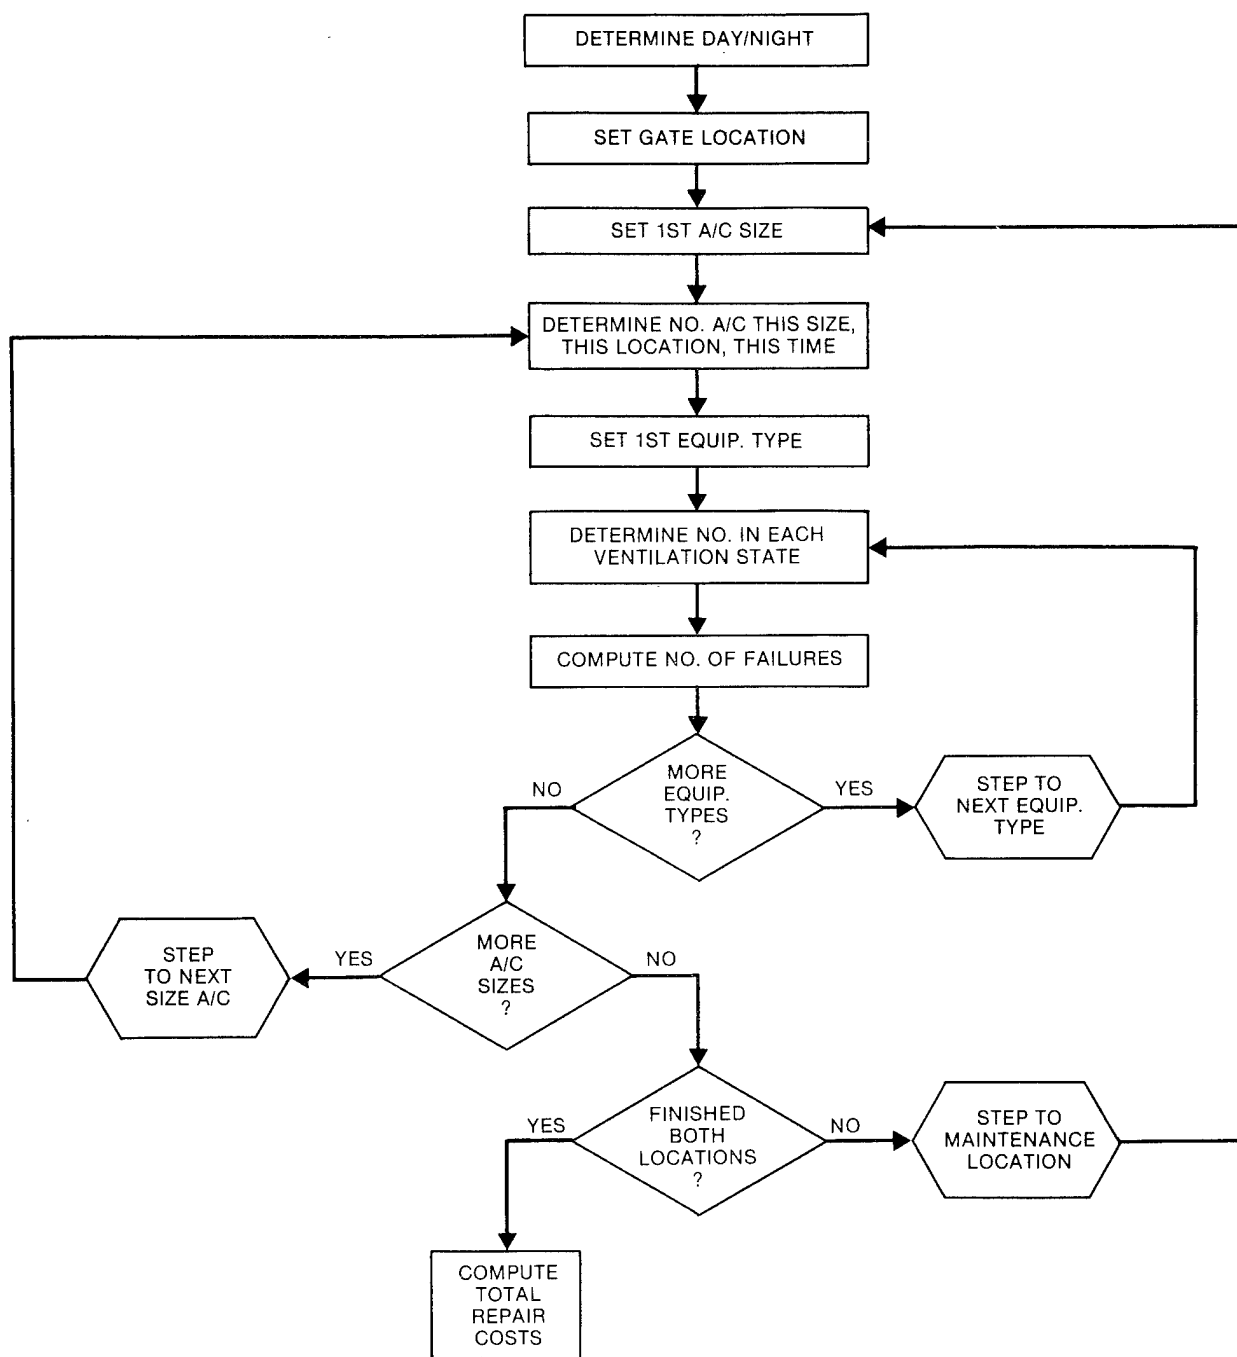 DETERMINE DAY/NIGHT
SET GATE LOCATION
SET 1ST A/C SIZE
DETERMINE NO. A/C THIS SIZE,
THIS LOCATION, THIS TIME
SET 1ST EQUIP. TYPE
DETERMINE NO. IN EACH
VENTILATION STATE
COMPUTE NO. OF FAILURES
NO
MORE
EQUIP.
TYPES
?
YES
STEP TO
NEXT EQUIP.
TYPE
STEP
TO NEXT
SIZE A/C
YES
MORE
A/C
SIZES
?
NO
YES
FINISHED
BOTH
LOCATIONS
?
NO
STEP TO
MAINTENANCE
LOCATION
COMPUTE
TOTAL
REPAIR
COSTS